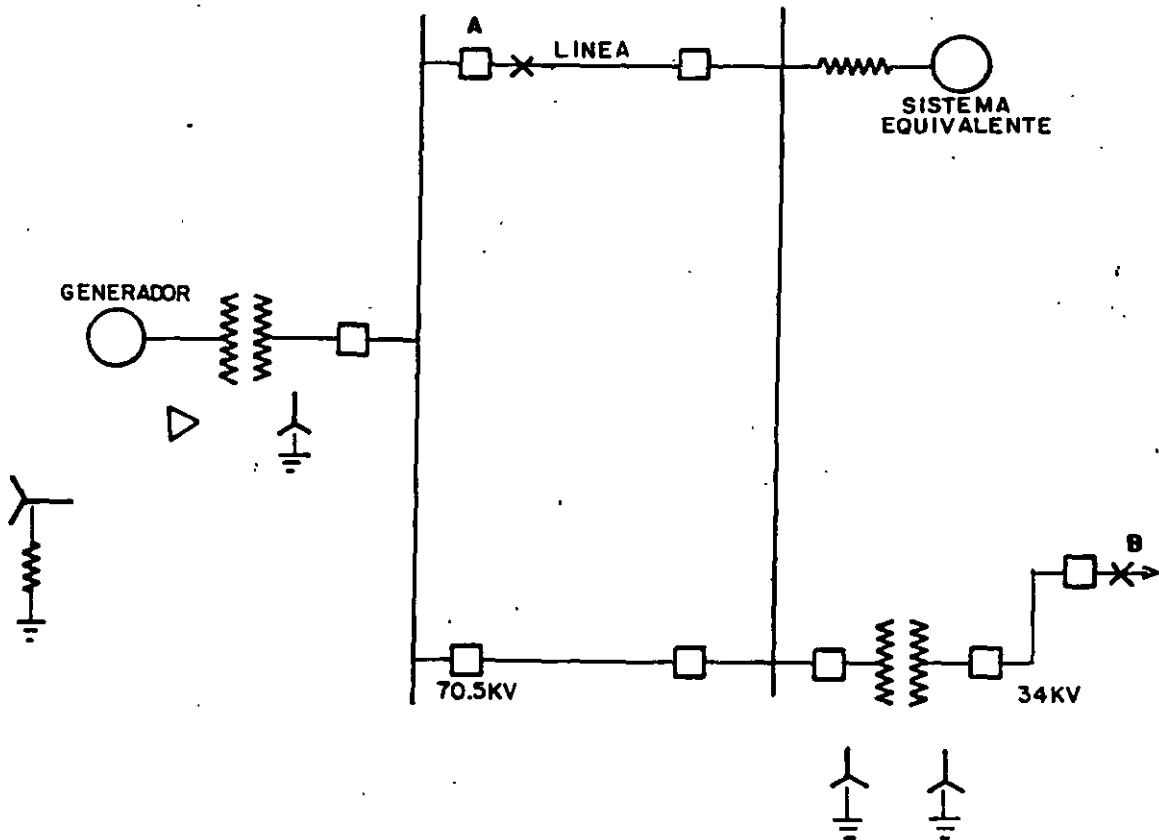 A
LINEA
SISTEMA
EQUIVALENTE
GENERADOR
B
70.5KV
34KV